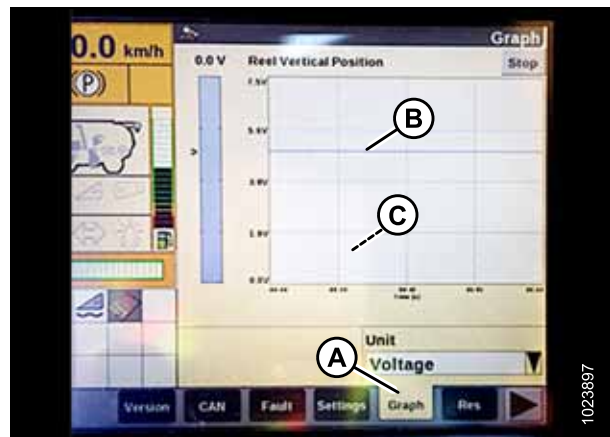 0.0 km/h
Graph
0.0 V
Reel Vertical Position
Stop
(P)
B
C
A
Time (s)
Unit
Voltage
Version
CAN
Fault
Settings
Graph
Res
1023897